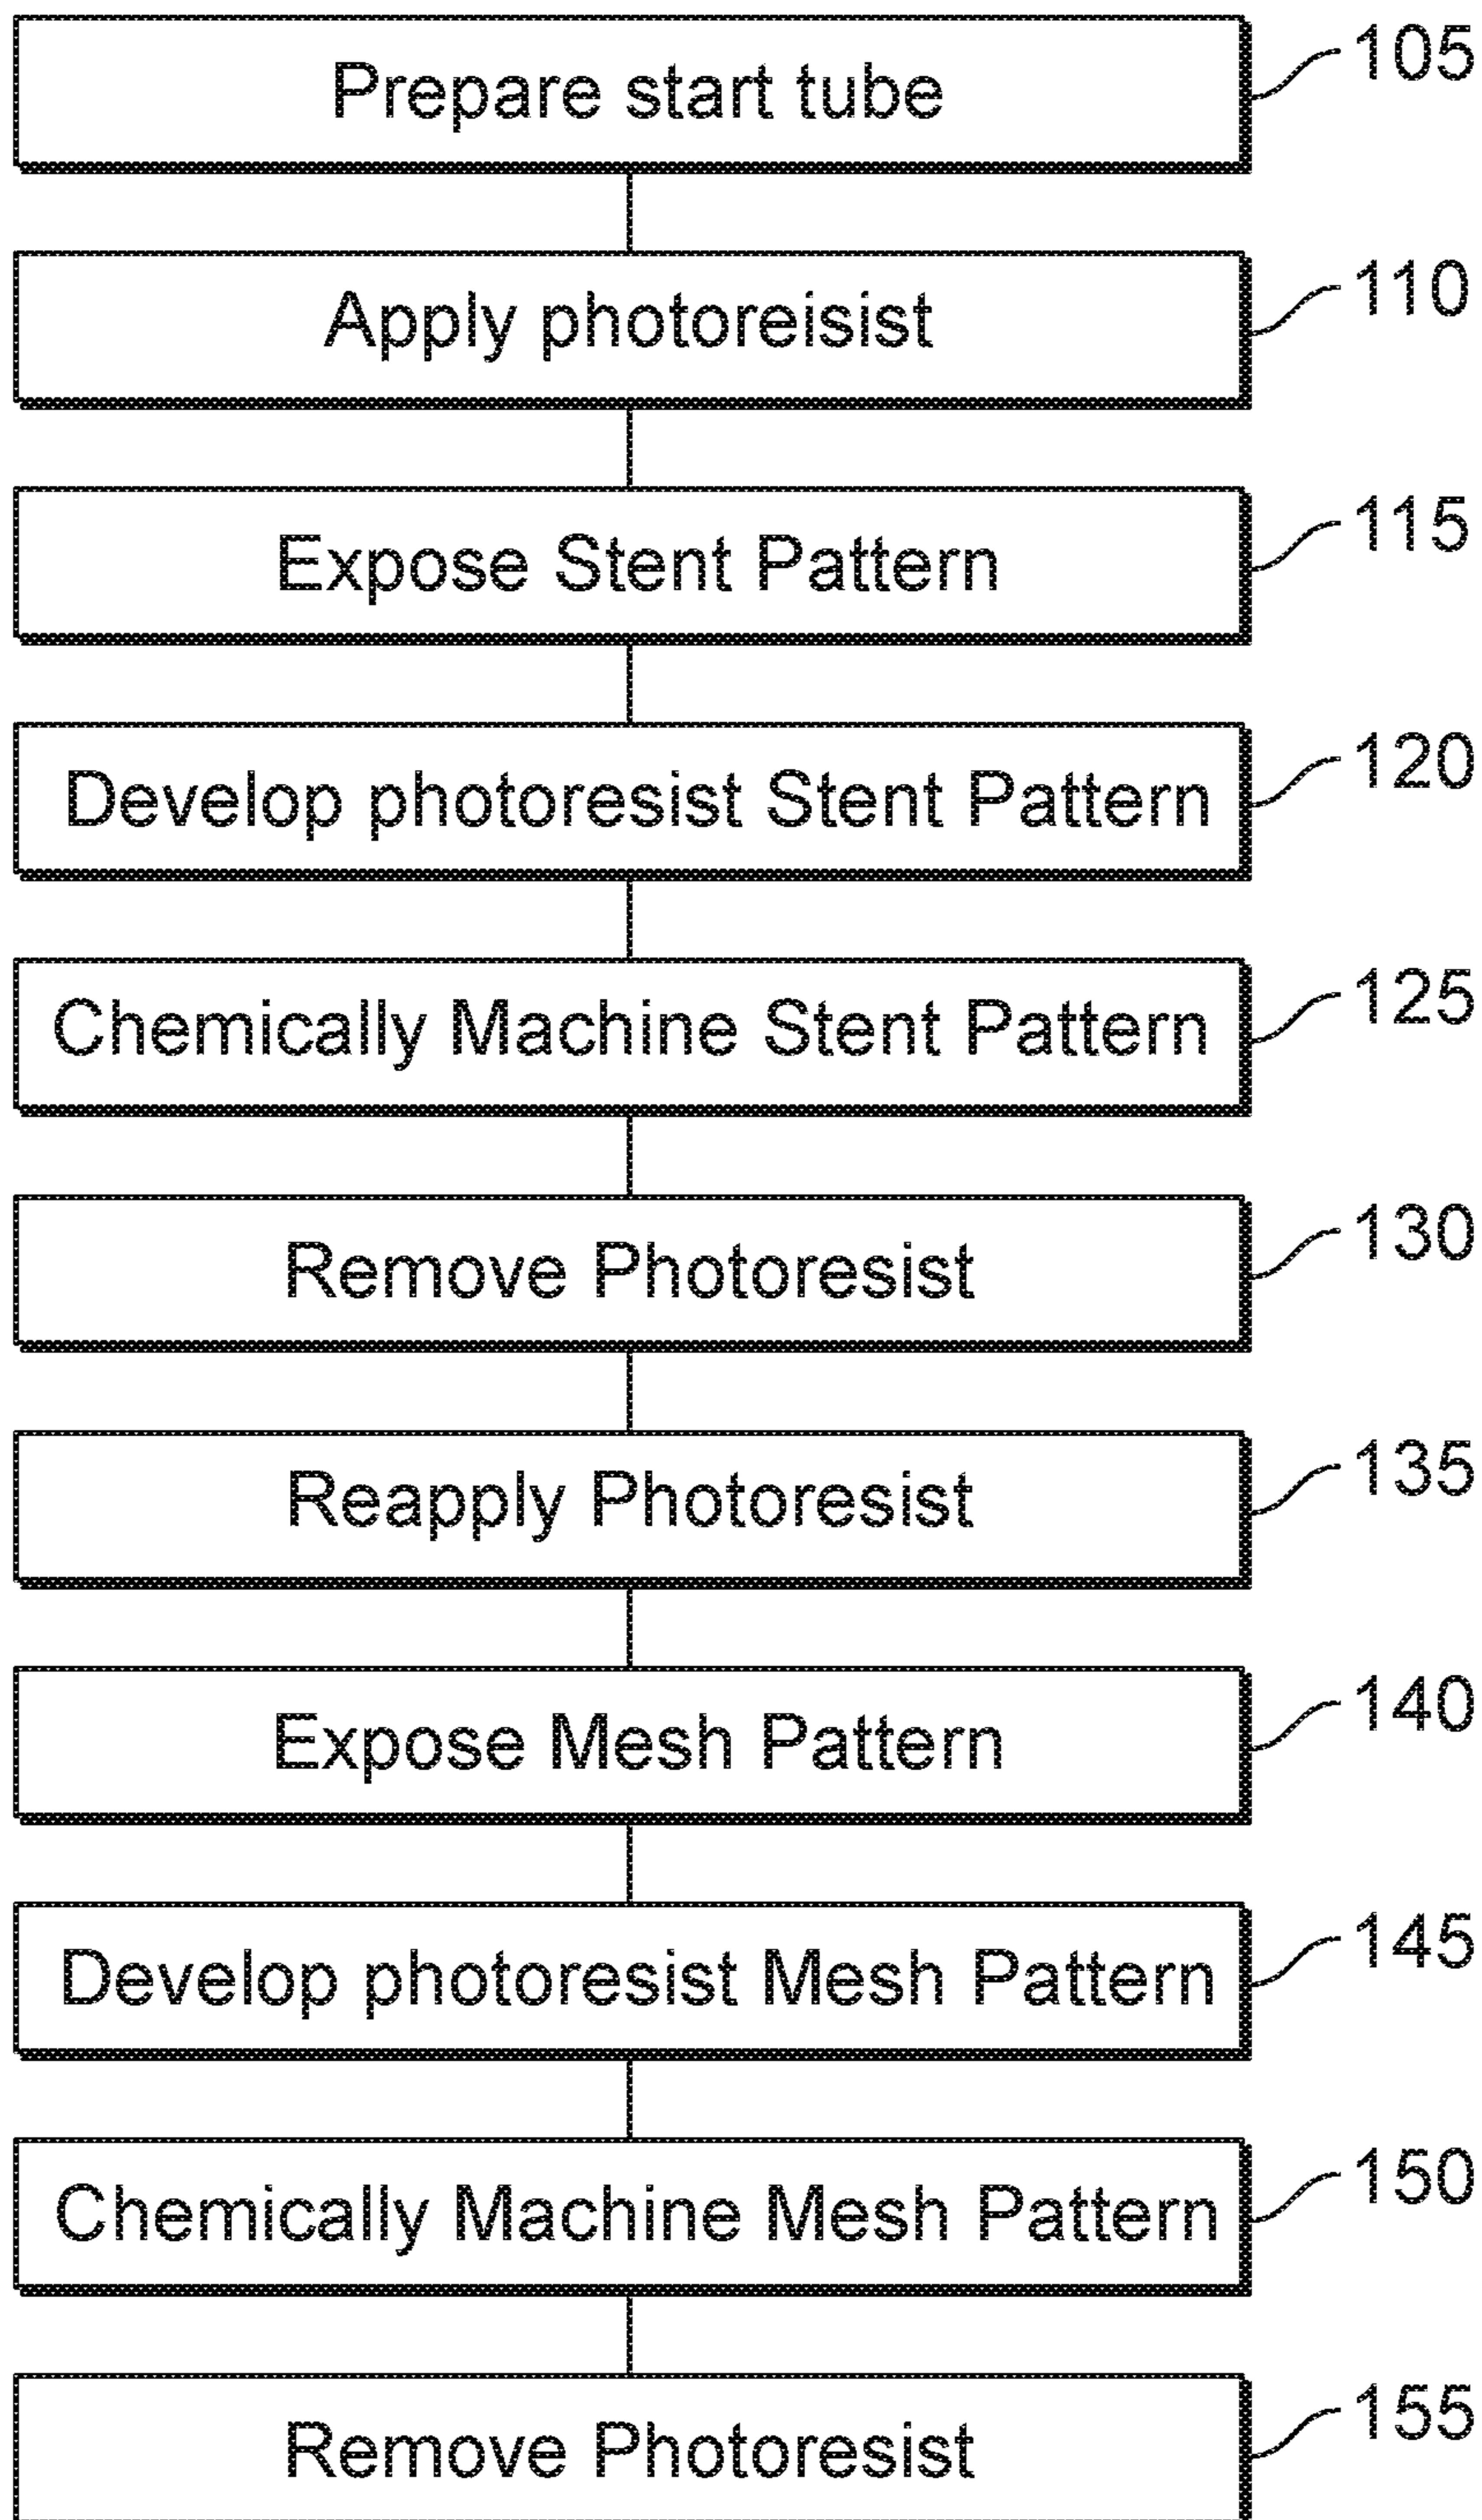 Prepare start tube 105
Apply photoreisist 110
Expose Stent Pattern 115
Develop photoresist Stent Pattern 120
Chemically Machine Stent Pattern 125
Remove Photoresist 130
Reapply Photoresist 135
Expose Mesh Pattern 140
Develop photoresist Mesh Pattern 145
Chemically Machine Mesh Pattern 150
Remove Photoresist 155